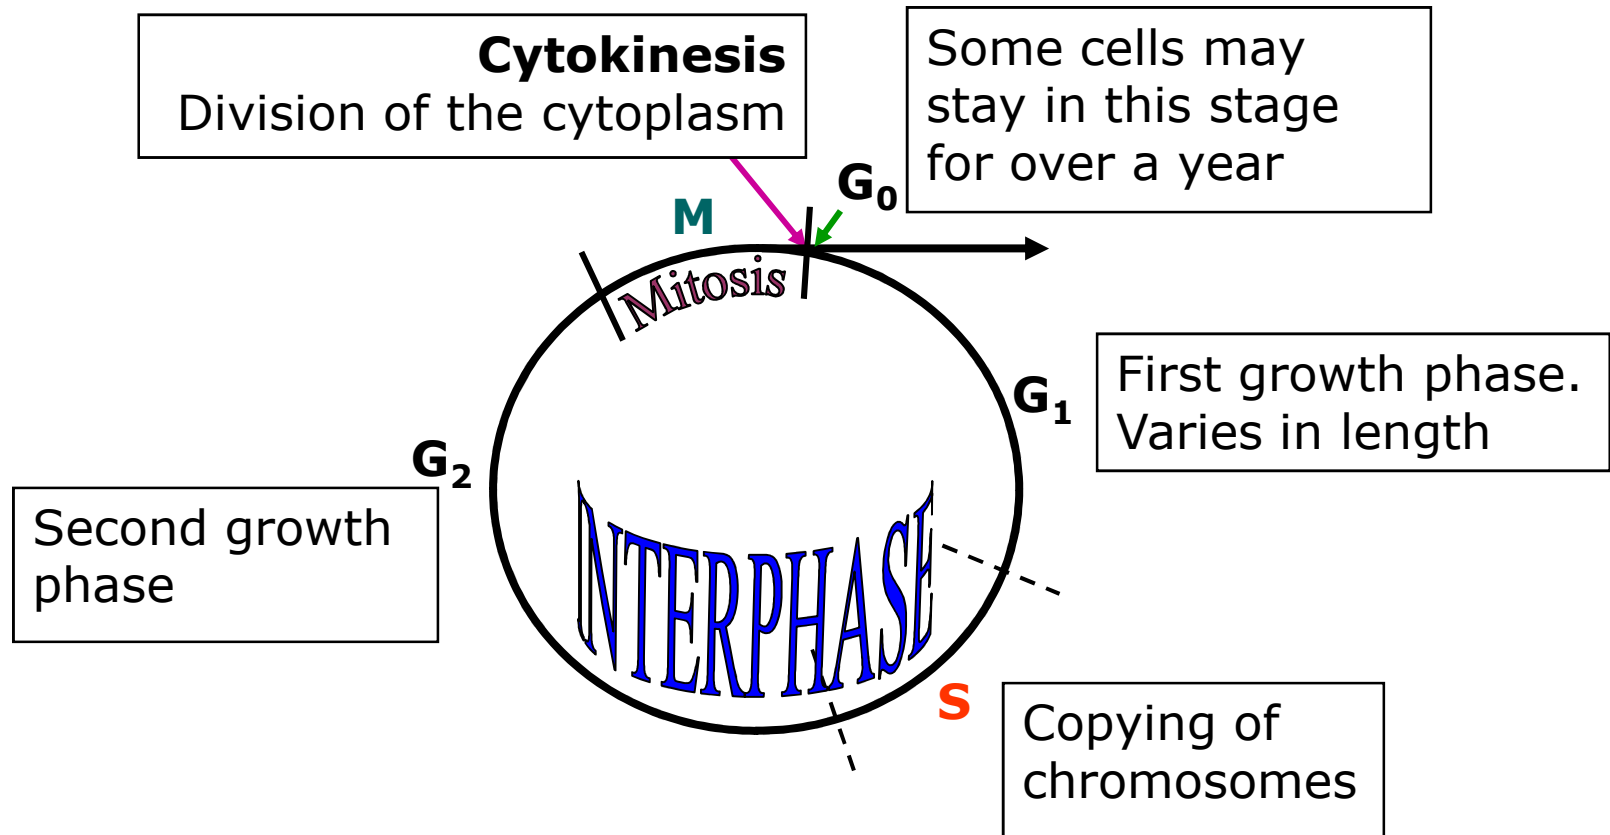 Cytokinesis
Division of the cytoplasm
Some cells may
stay in this stage
for over a year
G₀
M
Mitosis
G₁
First growth phase.
Varies in length
G₂
Second growth
phase
INTERPHASE
S
Copying of
chromosomes